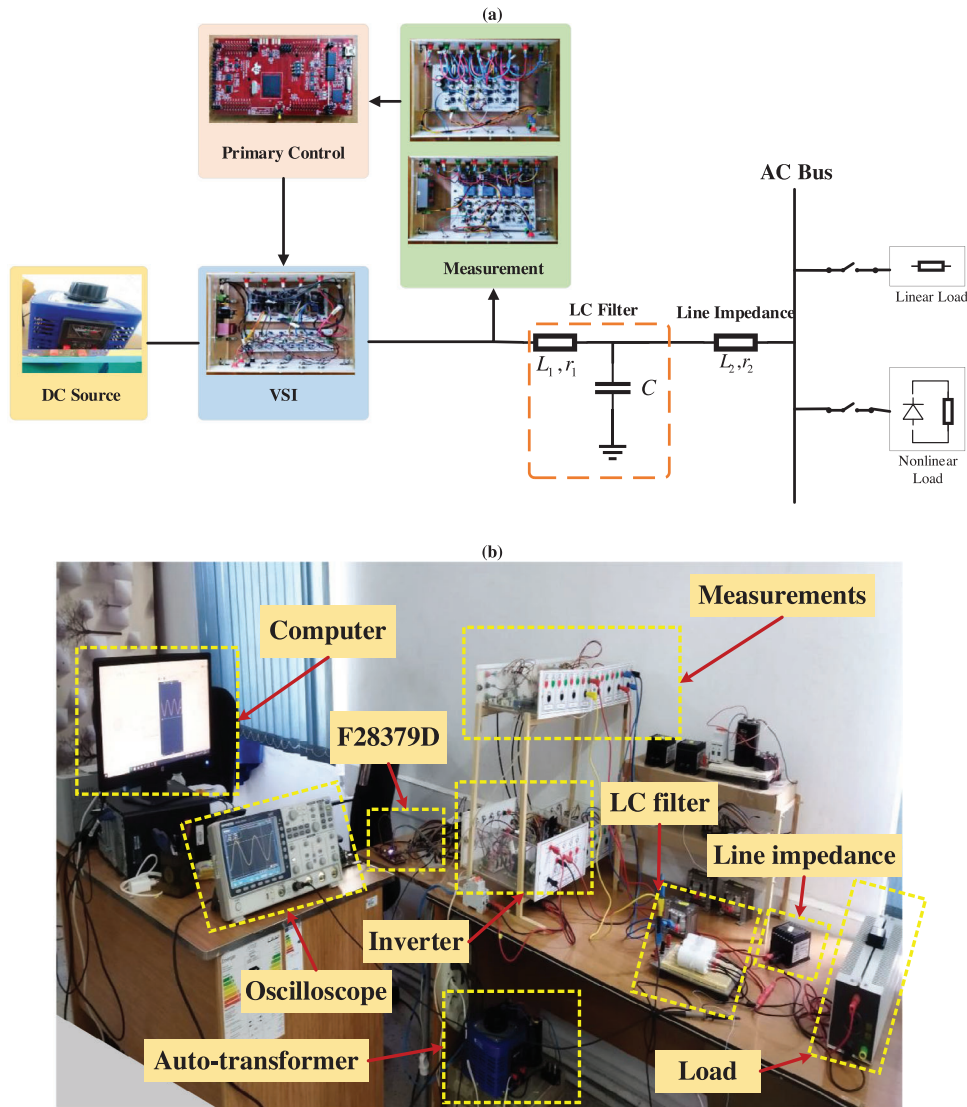 (a)
Primary Control
Measurement
DC Source
VSI
LC Filter
L₁,r₁
C
Line Impedance
L₂,r₂
AC Bus
Linear Load
Nonlinear
Load
(b)
Computer
Measurements
F28379D
LC filter
Line impedance
Inverter
Oscilloscope
Auto-transformer
Load